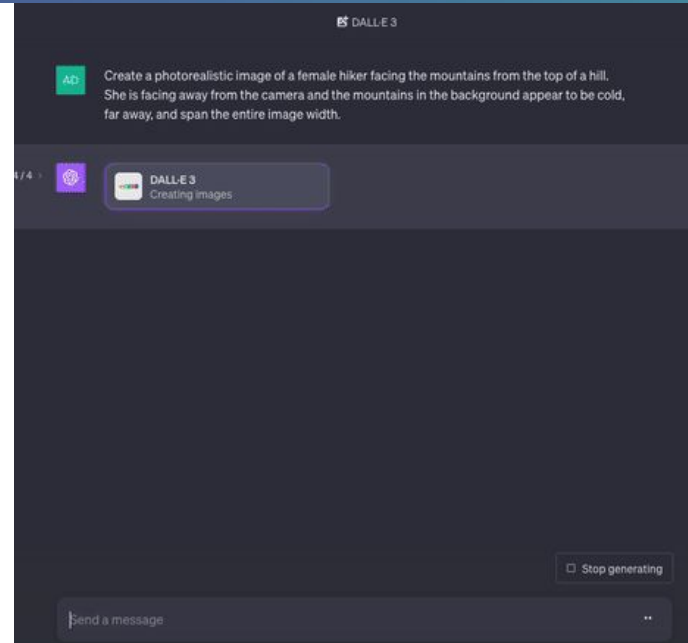 DALL·E 3
AD
Create a photorealistic image of a female hiker facing the mountains from the top of a hill.
She is facing away from the camera and the mountains in the background appear to be cold,
far away, and span the entire image width.
4/4 ›
DALL·E 3
Creating images
Stop generating
Send a message